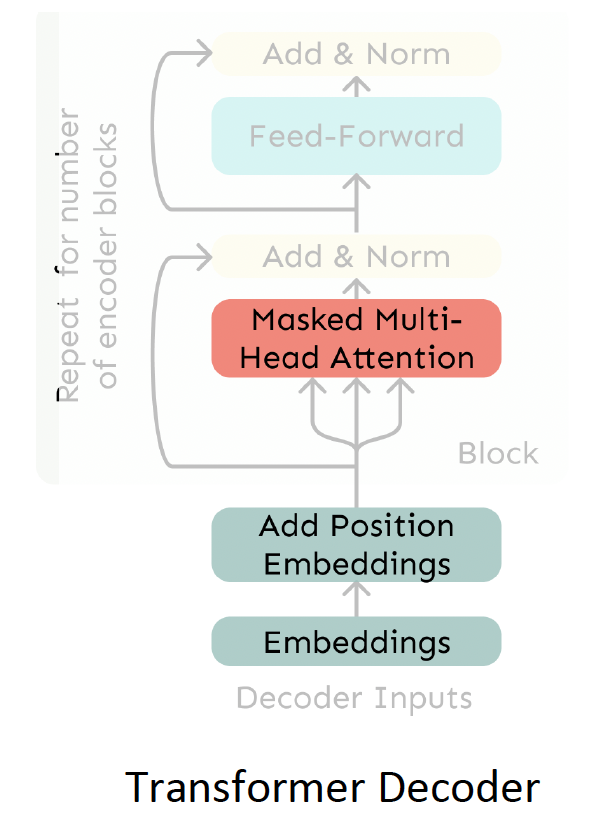 Add & Norm
Feed-Forward
Repeat for number
of encoder blocks
Add & Norm
Masked Multi-
Head Attention
Block
Add Position
Embeddings
Embeddings
Decoder Inputs
Transformer Decoder